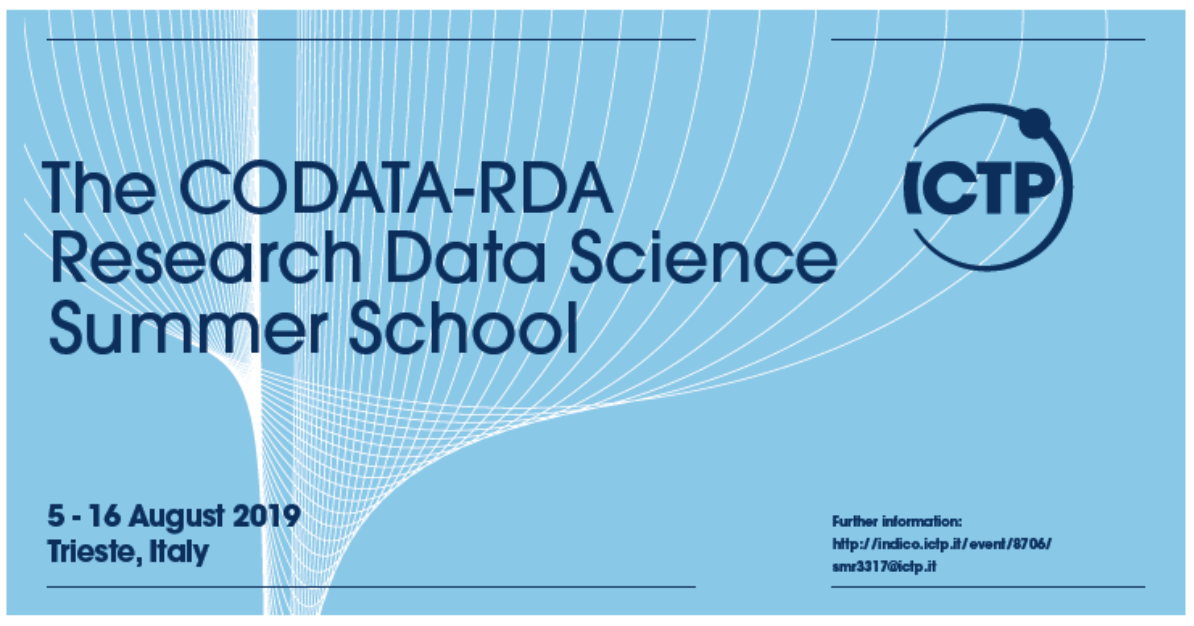 The CODATA-RDA
Research Data Science
Summer School
ICTP
5 - 16 August 2019
Trieste, Italy
Further information:
http://indico.ictp.it/event/8706/
smr3317@ictp.it